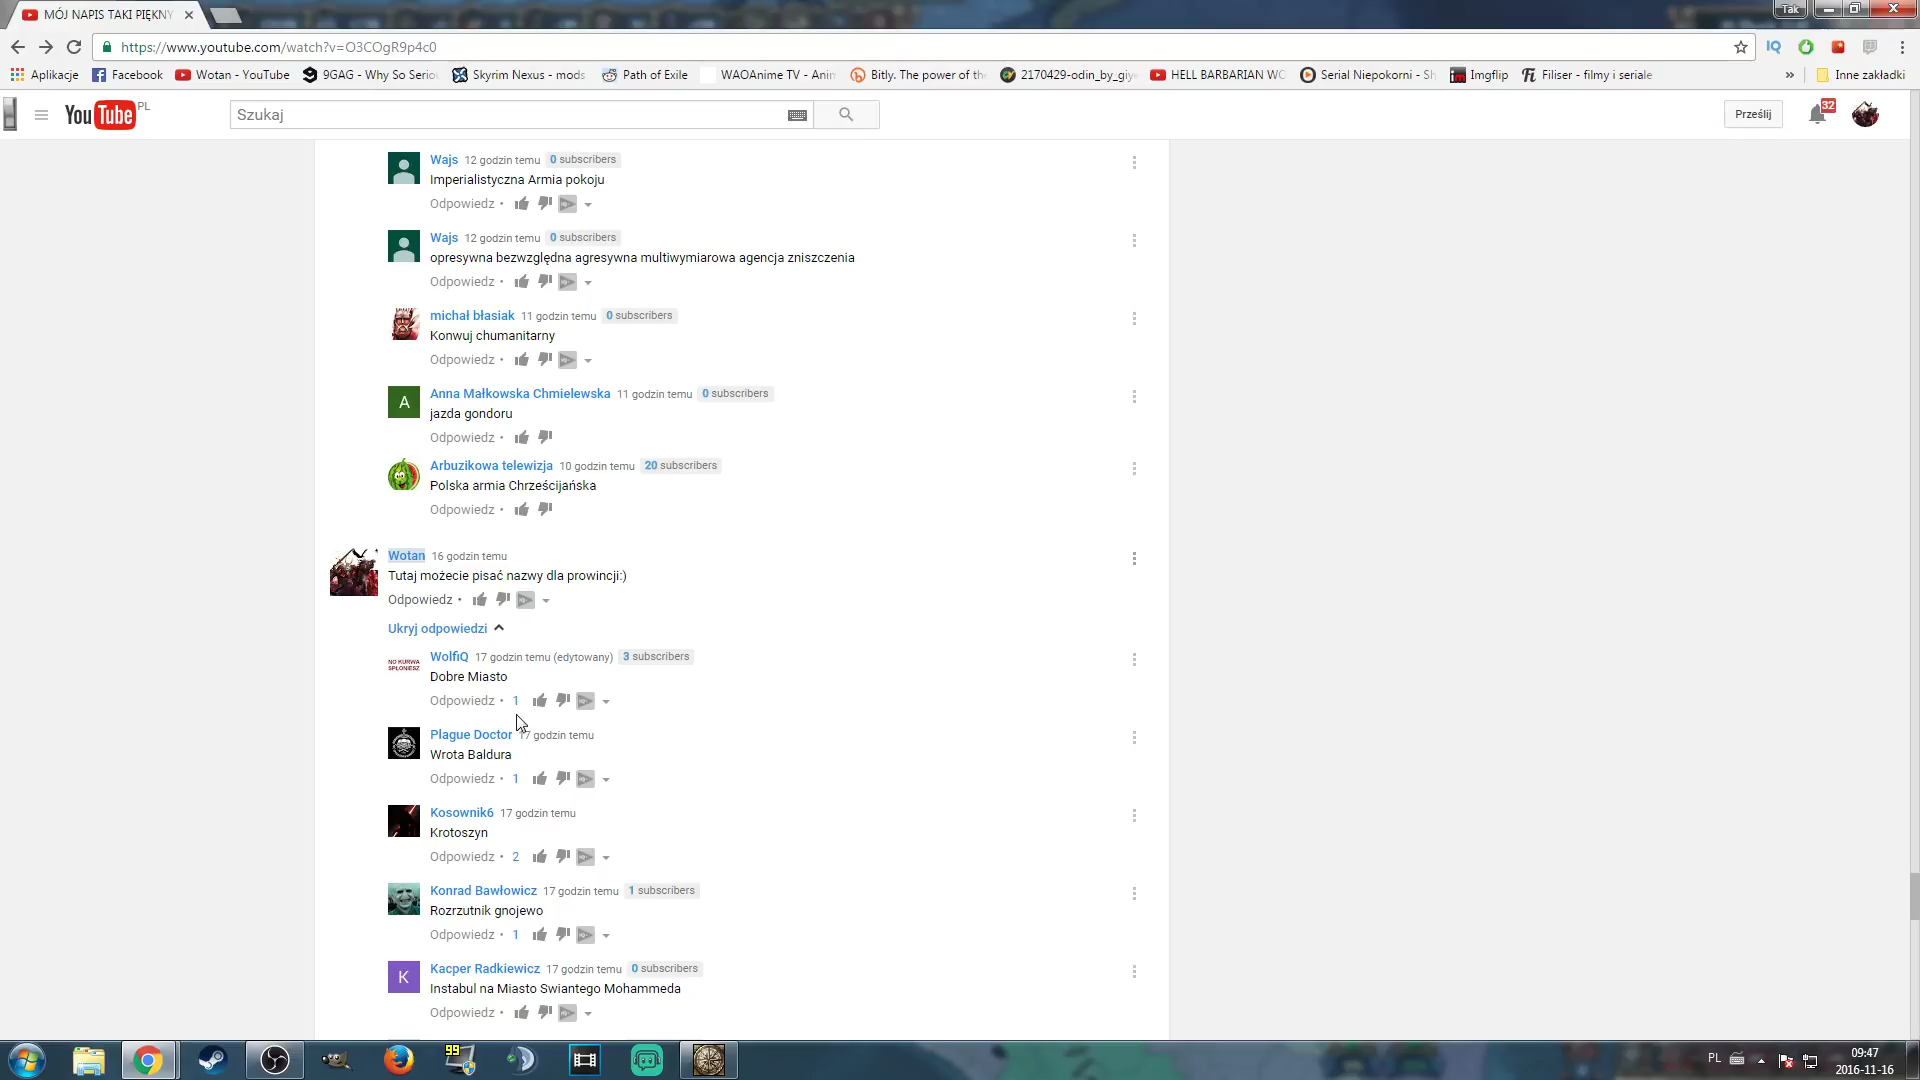 MÓJ NAPIS TAKI PIĘKNY
Tak
https://www.youtube.com/watch?v=O3COgR9p4c0
Aplikacje
Facebook
Wotan - YouTube
9GAG - Why So Serio
Skyrim Nexus - mods
Path of Exile
WAOAnime TV - Anim
Bitly. The power of the
2170429-odin_by_giye
HELL BARBARIAN WO
Serial Niepokorni - Sh
Imgflip
Filiser - filmy i seriale
»
Inne zakładki
YouTube PL
Szukaj
Prześlij
32
Wajs 12 godzin temu 0 subscribers
Imperialistyczna Armia pokoju
Odpowiedz •
Wajs 12 godzin temu 0 subscribers
opresywna bezwzględna agresywna multiwymiarowa agencja zniszczenia
Odpowiedz •
michał błasiak 11 godzin temu 0 subscribers
Konwuj chumanitarny
Odpowiedz •
A
Anna Małkowska Chmielewska 11 godzin temu 0 subscribers
jazda gondoru
Odpowiedz •
Arbuzikowa telewizja 10 godzin temu 20 subscribers
Polska armia Chrześcijańska
Odpowiedz •
Wotan 16 godzin temu
Tutaj możecie pisać nazwy dla prowincji:)
Odpowiedz •
Ukryj odpowiedzi
NO KURWA
SPŁONIESZ
WolfiQ 17 godzin temu (edytowany) 3 subscribers
Dobre Miasto
Odpowiedz • 1
Plague Doctor 17 godzin temu
Wrota Baldura
Odpowiedz • 1
Kosownik6 17 godzin temu
Krotoszyn
Odpowiedz • 2
Konrad Bawłowicz 17 godzin temu 1 subscribers
Rozrzutnik gnojewo
Odpowiedz • 1
K
Kacper Radkiewicz 17 godzin temu 0 subscribers
Instabul na Miasto Swiantego Mohammeda
Odpowiedz •
99
PL
09:47
2016-11-16